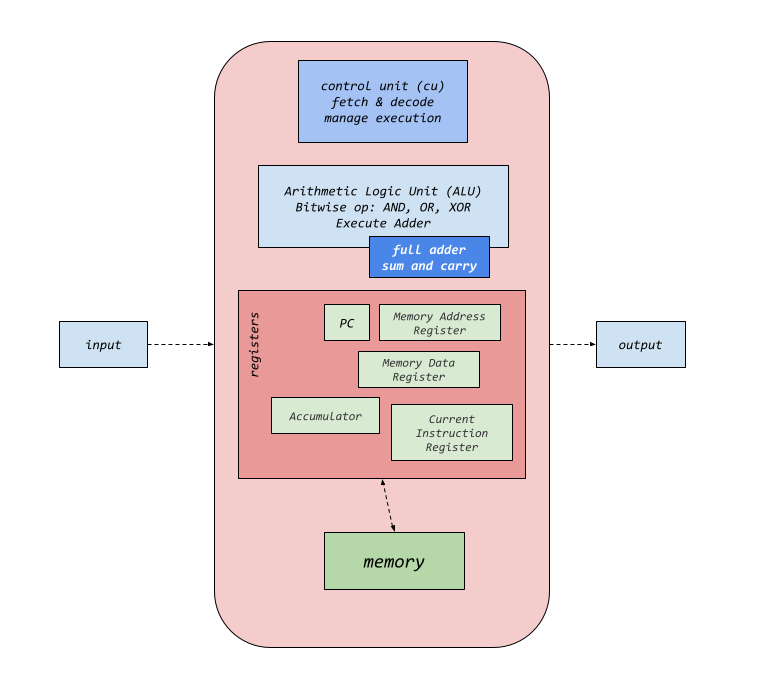 control unit (cu)
fetch & decode
manage execution
Arithmetic Logic Unit (ALU)
Bitwise op: AND, OR, XOR
Execute Adder
full adder
sum and carry
registers
PC
Memory Address
Register
Memory Data
Register
Accumulator
Current
Instruction
Register
input
output
memory